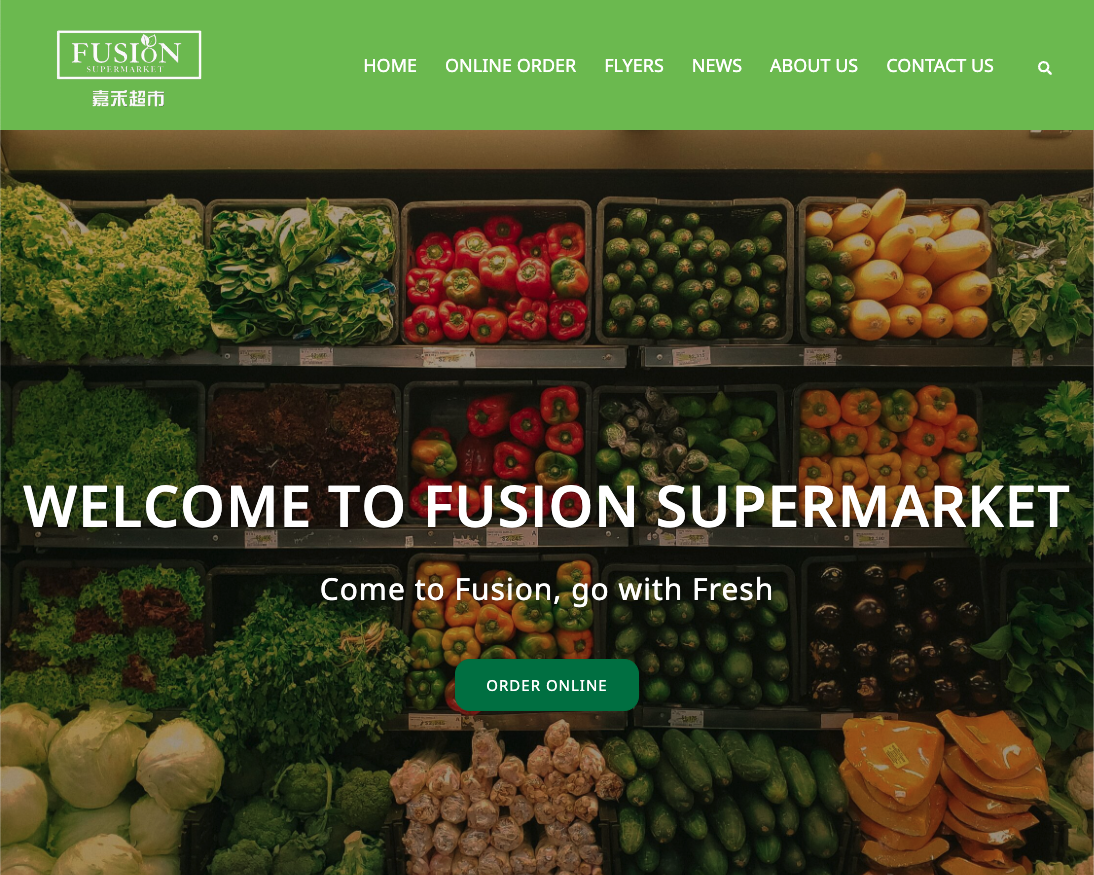 FUSION
SUPERMARKET
嘉禾超市
HOME ONLINE ORDER FLYERS NEWS ABOUT US CONTACT US
WELCOME TO FUSION SUPERMARKET
Come to Fusion, go with Fresh
ORDER ONLINE